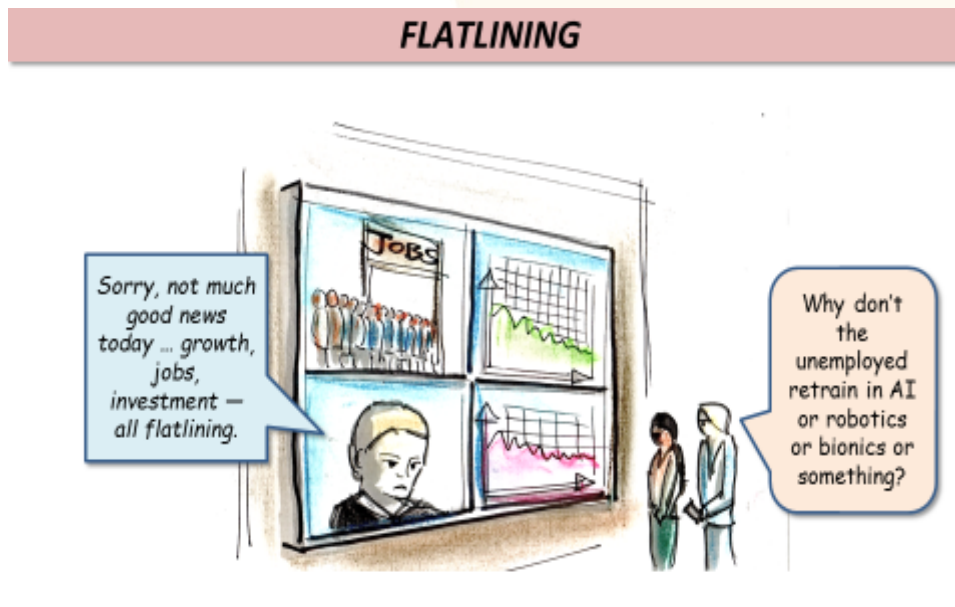 FLATLINING
JOBS
Sorry, not much
good news
today ... growth,
jobs,
investment —
all flatlining.
Why don't
the
unemployed
retrain in AI
or robotics
or bionics or
something?